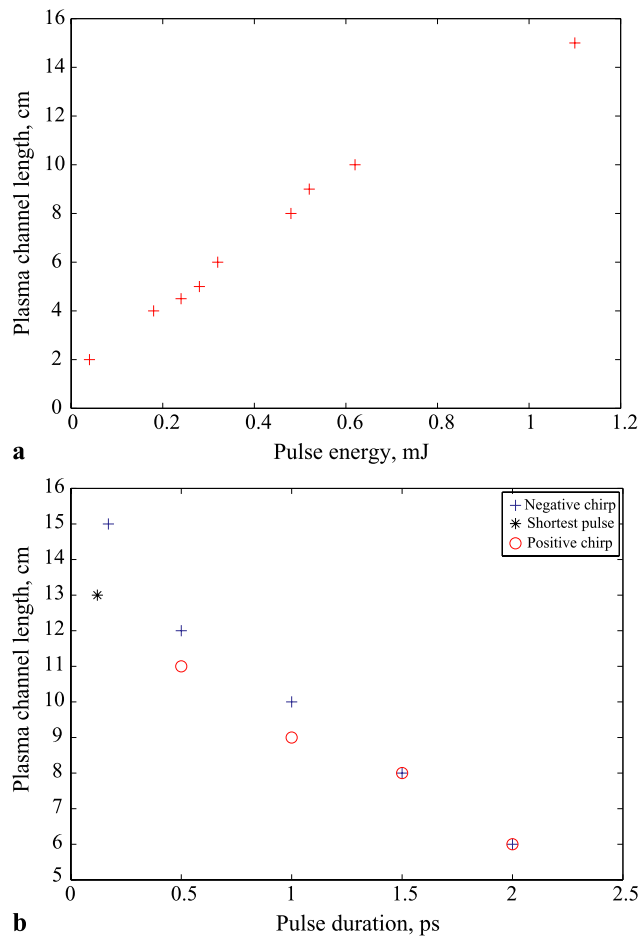 16
14
12
10
8
6
4
2
0
Plasma channel length, cm
0 0.2 0.4 0.6 0.8 1 1.2
Pulse energy, mJ
a
16
15
14
13
12
11
10
9
8
7
6
5
Plasma channel length, cm
Negative chirp
Shortest pulse
Positive chirp
0 0.5 1 1.5 2 2.5
Pulse duration, ps
b